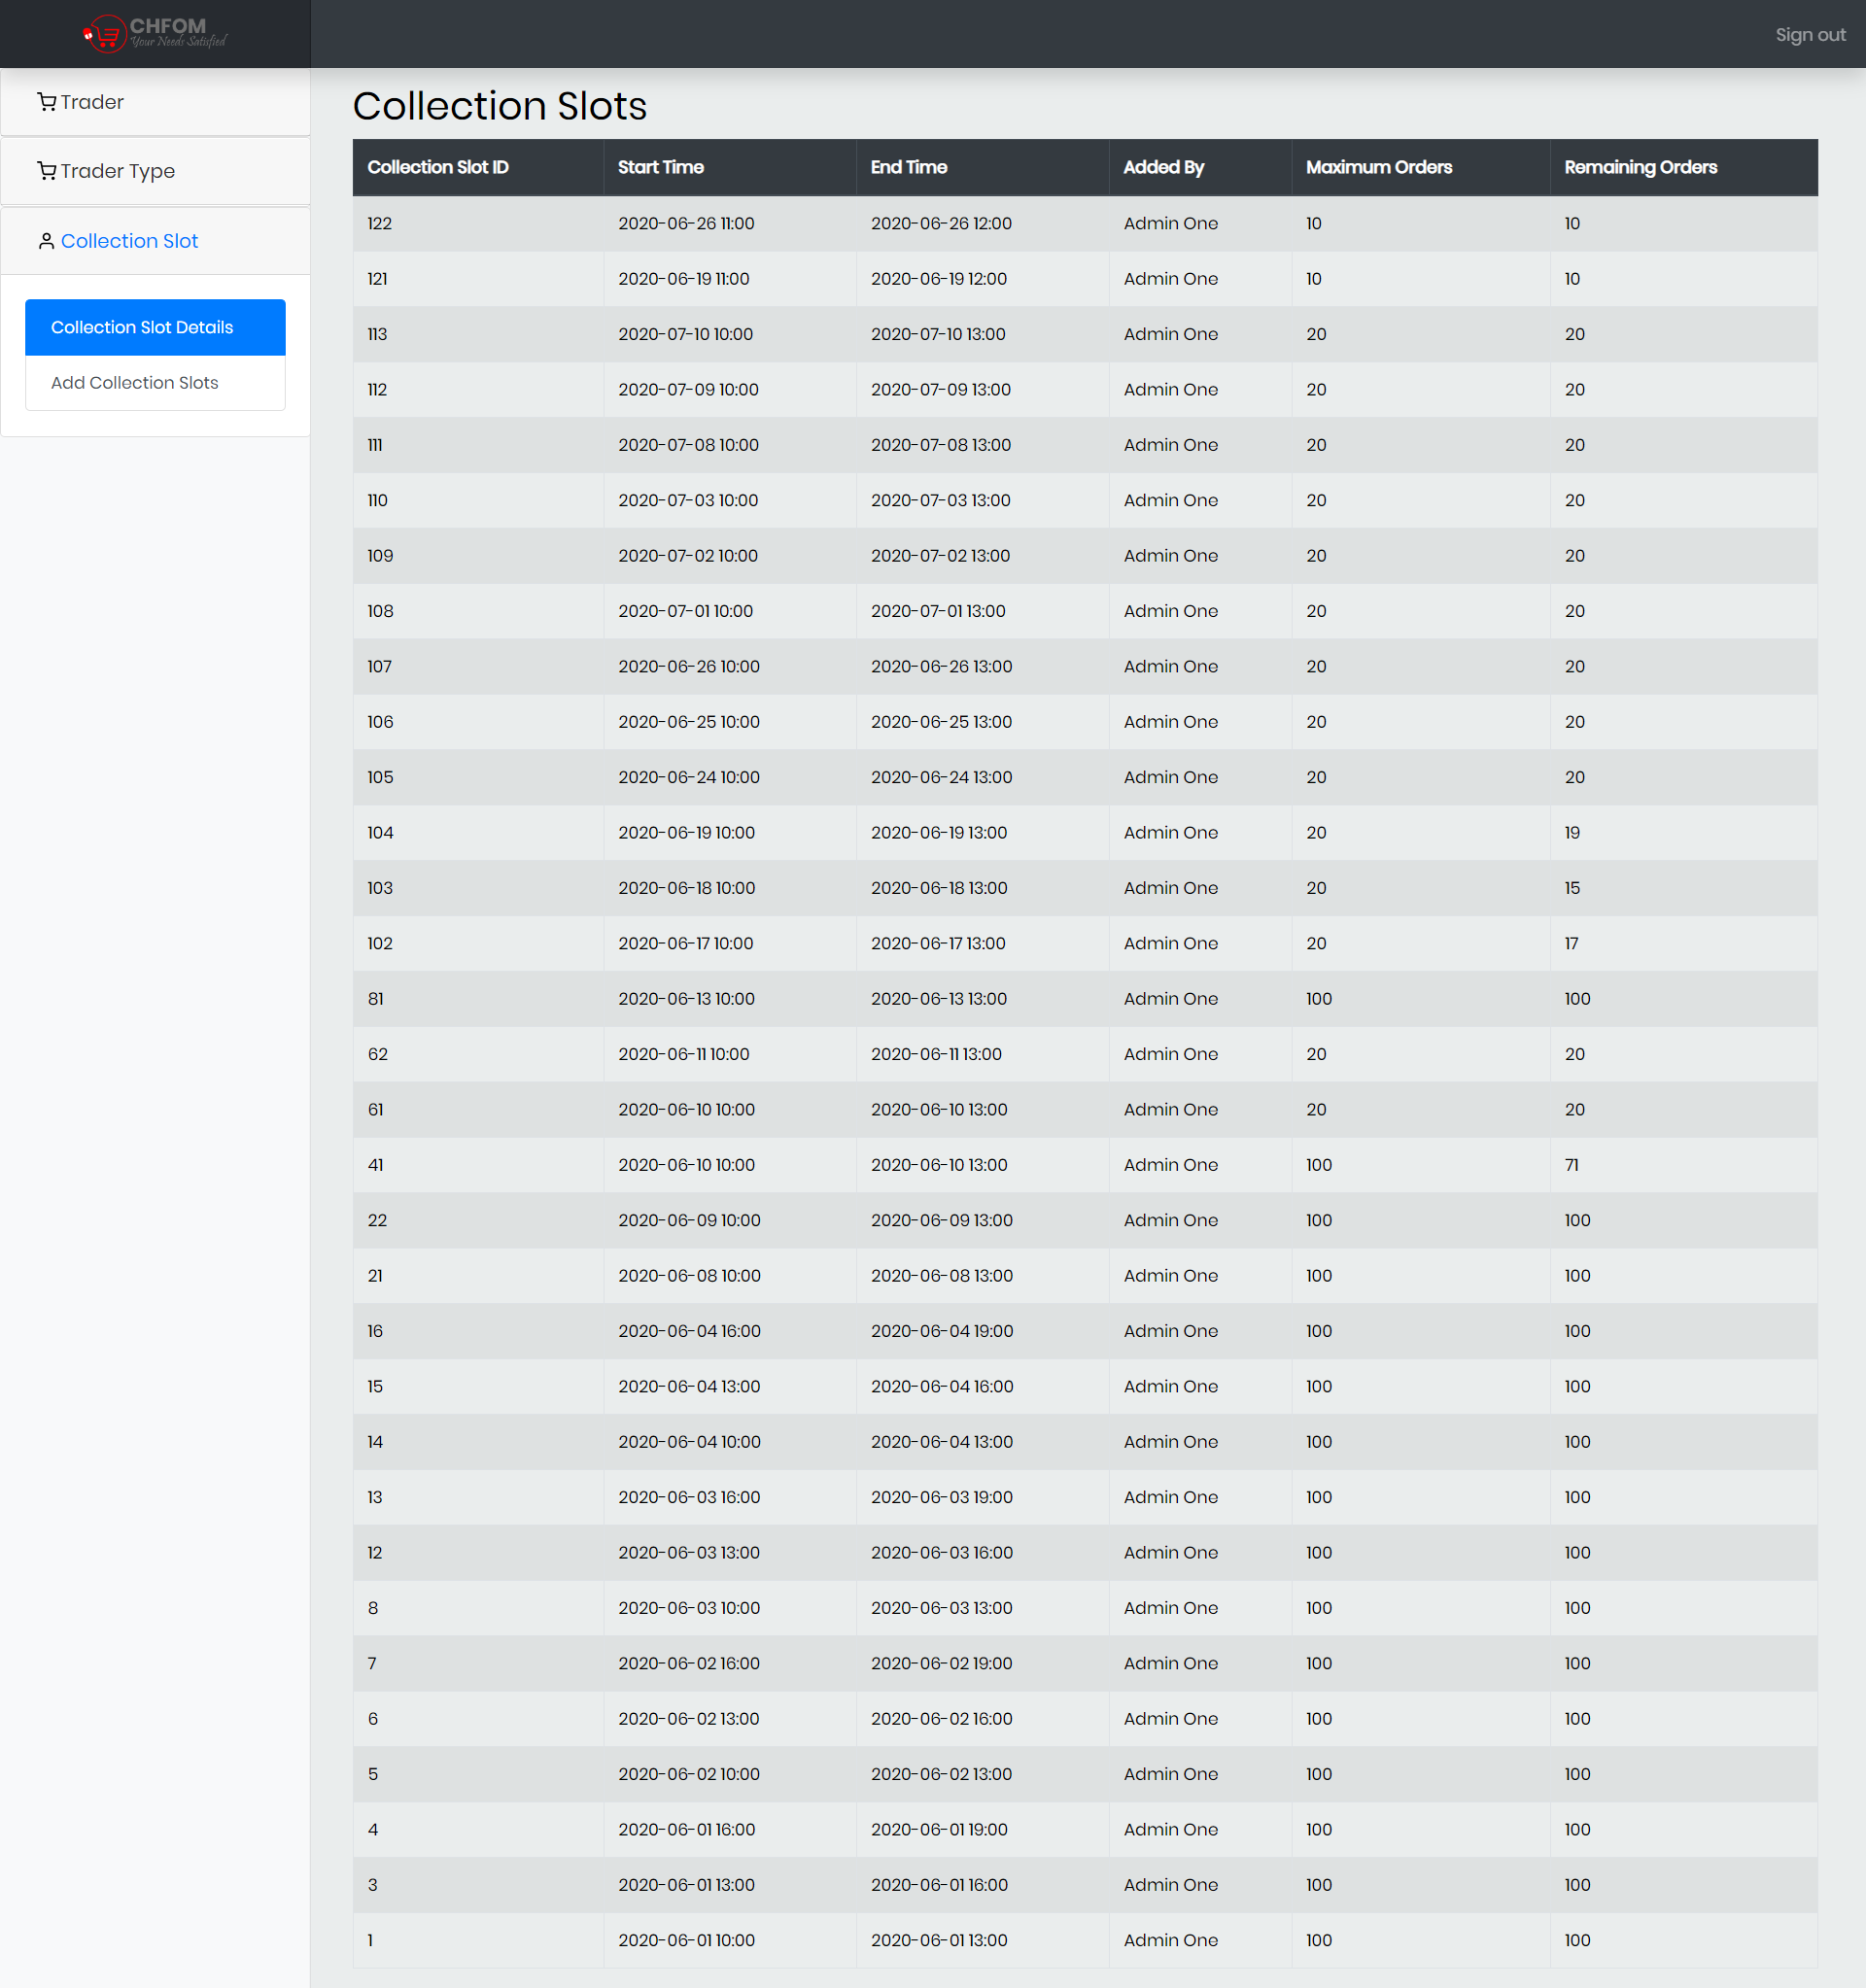 CHFOM
Your Needs Satisfied
Sign out
Trader
Trader Type
Collection Slot
Collection Slot Details
Add Collection Slots
Collection Slots
Collection Slot ID Start Time End Time Added By Maximum Orders Remaining Orders
122 2020-06-26 11:00 2020-06-26 12:00 Admin One 10 10
121 2020-06-19 11:00 2020-06-19 12:00 Admin One 10 10
113 2020-07-10 10:00 2020-07-10 13:00 Admin One 20 20
112 2020-07-09 10:00 2020-07-09 13:00 Admin One 20 20
111 2020-07-08 10:00 2020-07-08 13:00 Admin One 20 20
110 2020-07-03 10:00 2020-07-03 13:00 Admin One 20 20
109 2020-07-02 10:00 2020-07-02 13:00 Admin One 20 20
108 2020-07-01 10:00 2020-07-01 13:00 Admin One 20 20
107 2020-06-26 10:00 2020-06-26 13:00 Admin One 20 20
106 2020-06-25 10:00 2020-06-25 13:00 Admin One 20 20
105 2020-06-24 10:00 2020-06-24 13:00 Admin One 20 20
104 2020-06-19 10:00 2020-06-19 13:00 Admin One 20 19
103 2020-06-18 10:00 2020-06-18 13:00 Admin One 20 15
102 2020-06-17 10:00 2020-06-17 13:00 Admin One 20 17
81 2020-06-13 10:00 2020-06-13 13:00 Admin One 100 100
62 2020-06-11 10:00 2020-06-11 13:00 Admin One 20 20
61 2020-06-10 10:00 2020-06-10 13:00 Admin One 20 20
41 2020-06-10 10:00 2020-06-10 13:00 Admin One 100 71
22 2020-06-09 10:00 2020-06-09 13:00 Admin One 100 100
21 2020-06-08 10:00 2020-06-08 13:00 Admin One 100 100
16 2020-06-04 16:00 2020-06-04 19:00 Admin One 100 100
15 2020-06-04 13:00 2020-06-04 16:00 Admin One 100 100
14 2020-06-04 10:00 2020-06-04 13:00 Admin One 100 100
13 2020-06-03 16:00 2020-06-03 19:00 Admin One 100 100
12 2020-06-03 13:00 2020-06-03 16:00 Admin One 100 100
8 2020-06-03 10:00 2020-06-03 13:00 Admin One 100 100
7 2020-06-02 16:00 2020-06-02 19:00 Admin One 100 100
6 2020-06-02 13:00 2020-06-02 16:00 Admin One 100 100
5 2020-06-02 10:00 2020-06-02 13:00 Admin One 100 100
4 2020-06-01 16:00 2020-06-01 19:00 Admin One 100 100
3 2020-06-01 13:00 2020-06-01 16:00 Admin One 100 100
1 2020-06-01 10:00 2020-06-01 13:00 Admin One 100 100